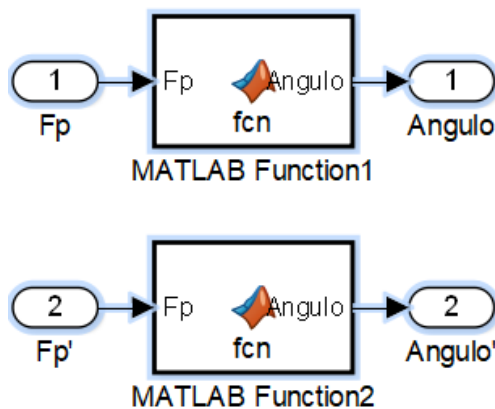 1 Fp Angulo 1
fcn
Fp Angulo
MATLAB Function1
2 Fp Angulo 2
fcn
Fp' Angulo'
MATLAB Function2